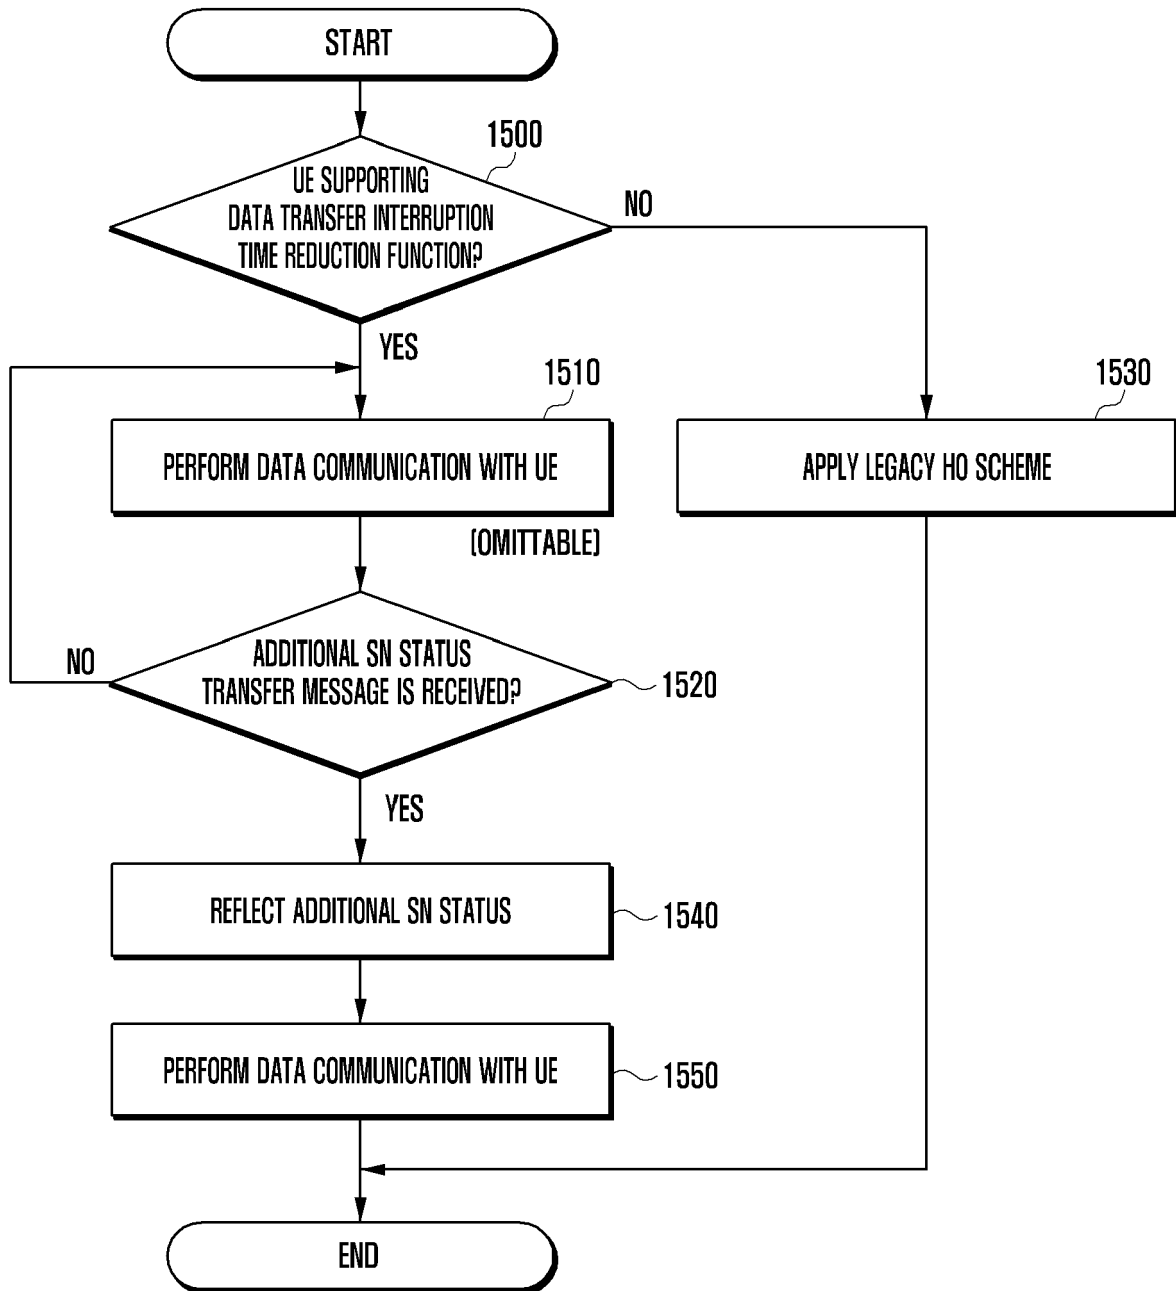 START
1500
UE SUPPORTING
DATA TRANSFER INTERRUPTION
TIME REDUCTION FUNCTION?
NO
YES
1510
1530
PERFORM DATA COMMUNICATION WITH UE
APPLY LEGACY HO SCHEME
(OMITTABLE)
ADDITIONAL SN STATUS
TRANSFER MESSAGE IS RECEIVED?
NO
1520
YES
REFLECT ADDITIONAL SN STATUS
1540
PERFORM DATA COMMUNICATION WITH UE
1550
END